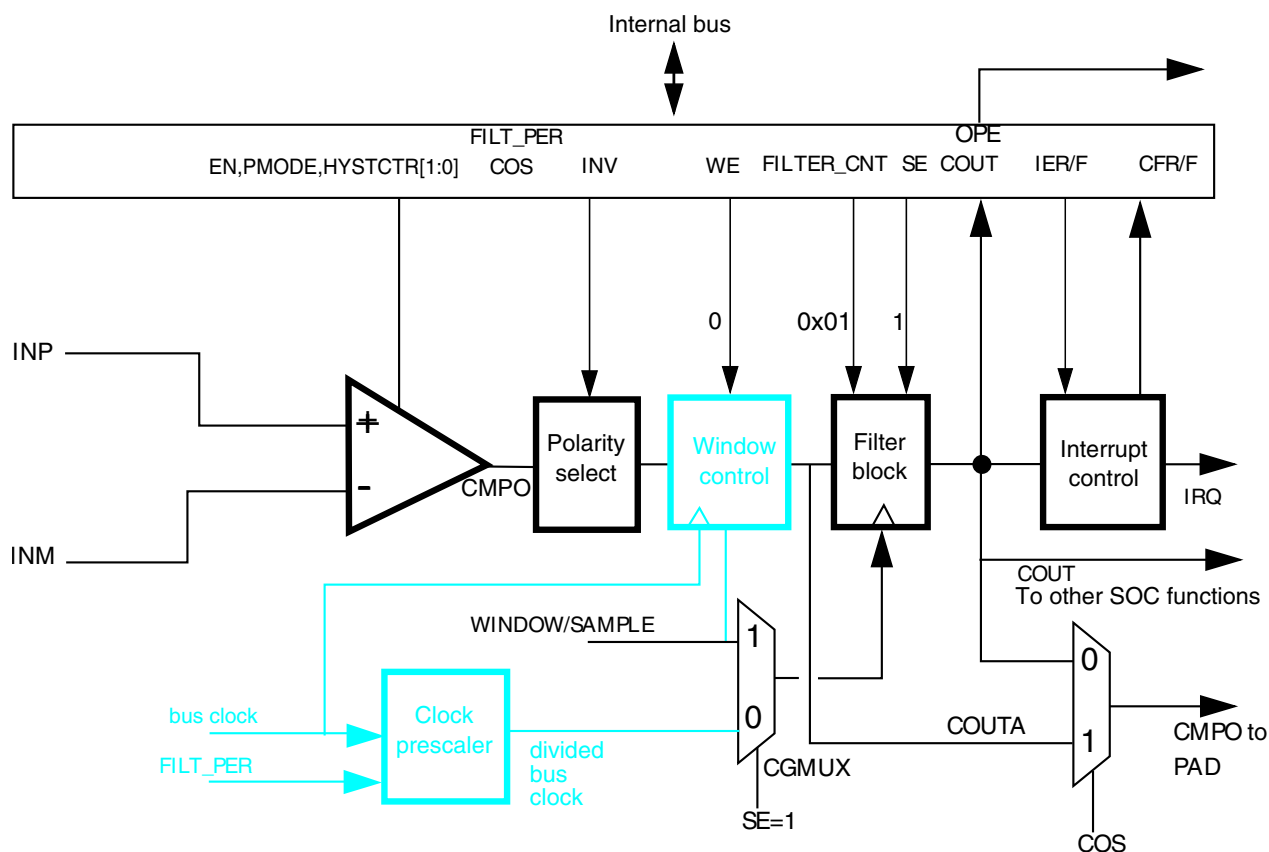 Internal bus
FILT_PER
OPE
EN,PMODE,HYSTCTR[1:0]
COS
INV
WE
FILTER_CNT
SE
COUT
IER/F
CFR/F
0
0x01
1
INP
+
-
INM
CMPO
Polarity
select
Window
control
Filter
block
Interrupt
control
IRQ
COUT
To other SOC functions
WINDOW/SAMPLE
1
0
CGMUX
SE=1
bus clock
FILT_PER
Clock
prescaler
divided
bus
clock
0
1
COUTA
CMPO to
PAD
COS